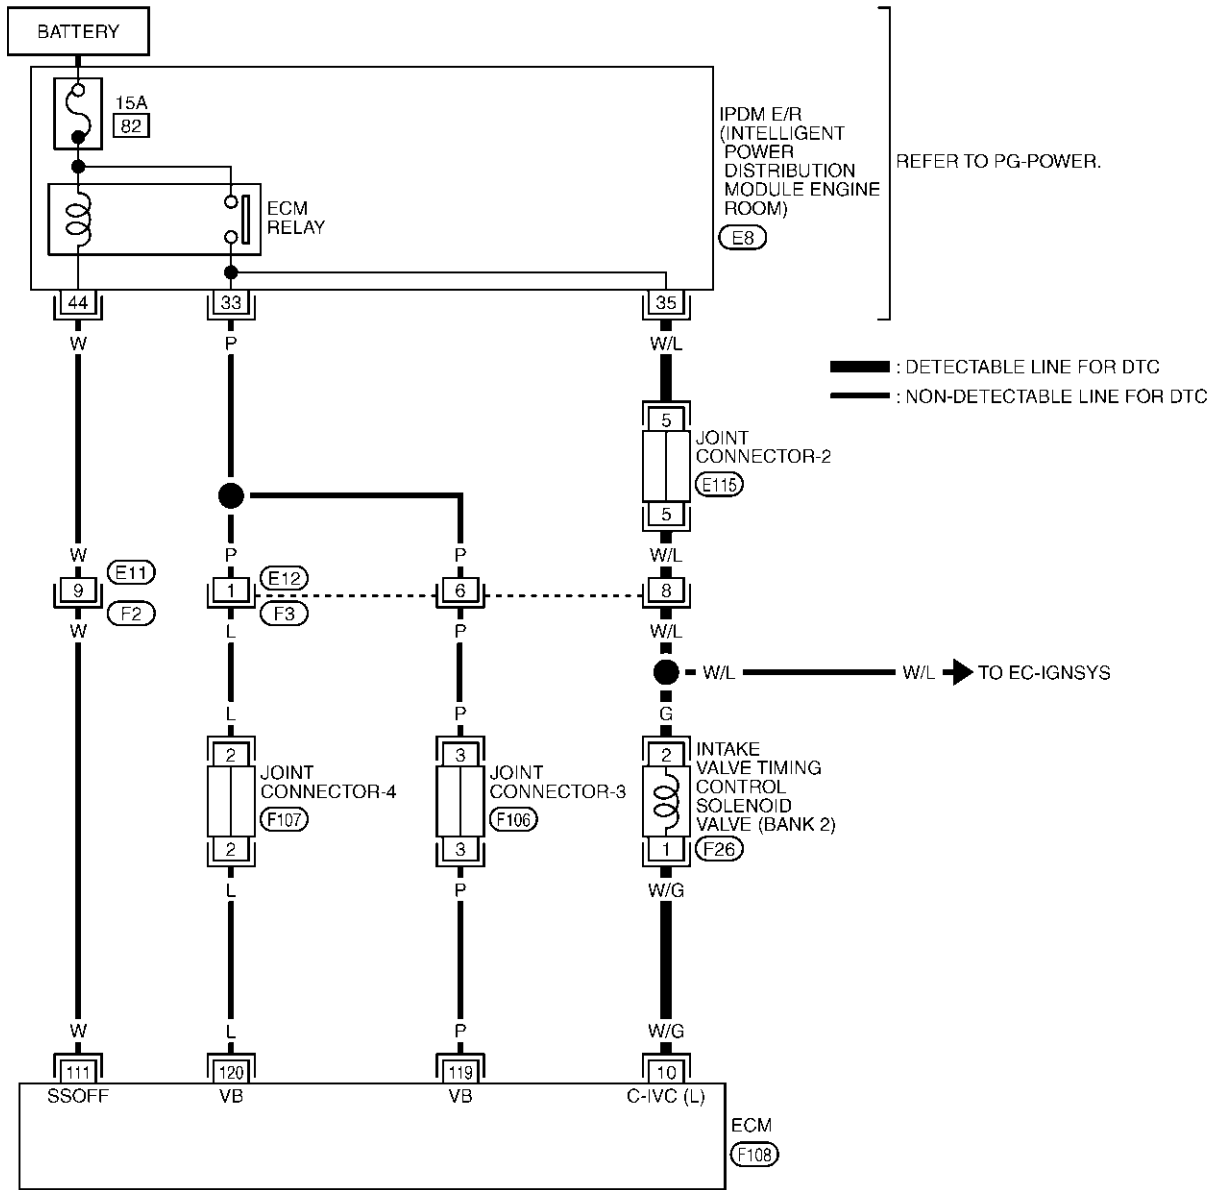 BATTERY
15A
82
IPDM E/R
(INTELLIGENT
POWER
DISTRIBUTION
MODULE ENGINE
ROOM)
E8
REFER TO PG-POWER.
ECM
RELAY
44
33
35
W
P
W/L
: DETECTABLE LINE FOR DTC
: NON-DETECTABLE LINE FOR DTC
5
JOINT
CONNECTOR-2
E115
5
W
P
P
W/L
9
E11
F2
1
E12
F3
6
8
W
L
P
W/L
W/L
W/L
TO EC-IGNSYS
L
P
G
2
JOINT
CONNECTOR-4
F107
2
3
JOINT
CONNECTOR-3
F106
3
2
INTAKE
VALVE TIMING
CONTROL
SOLENOID
VALVE (BANK 2)
1
F26
L
P
W/G
W
L
P
W/G
111
120
119
10
SSOFF
VB
VB
C-IVC (L)
ECM
F108